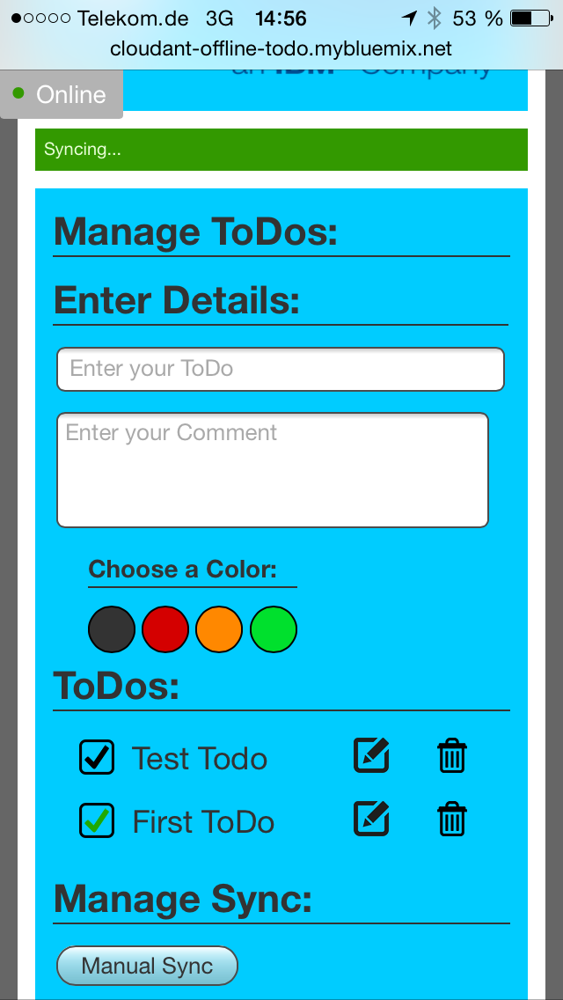 Telekom.de 3G 14:56 53 %
cloudant-offline-todo.mybluemix.net
an IBM Company
Online
Syncing...
Manage ToDos:
Enter Details:
Enter your ToDo
Enter your Comment
Choose a Color:
ToDos:
Test Todo
First ToDo
Manage Sync:
Manual Sync